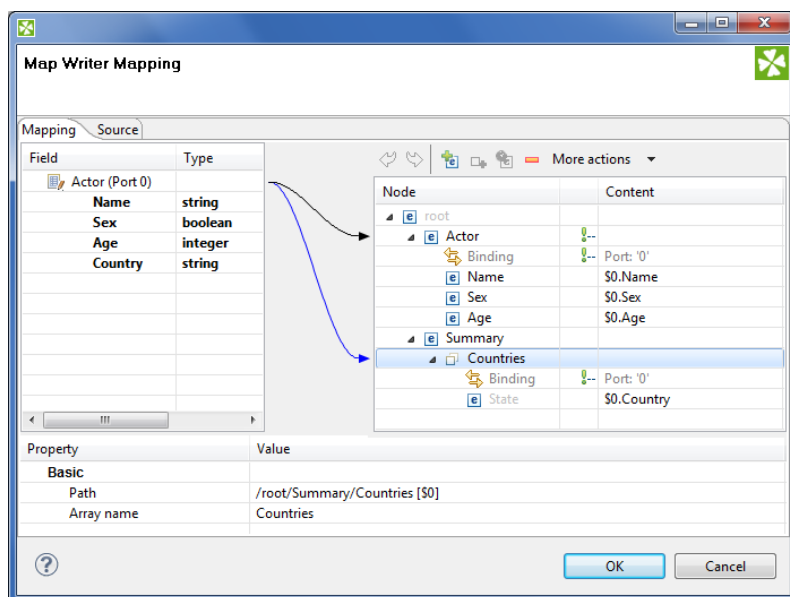 Map Writer Mapping
Mapping Source
Field Type
Actor (Port 0)
Name string
Sex boolean
Age integer
Country string
More actions
Node Content
root
Actor
Binding Port: '0'
Name $0.Name
Sex $0.Sex
Age $0.Age
Summary
Countries
Binding Port: '0'
State $0.Country
Property Value
Basic
Path /root/Summary/Countries [$0]
Array name Countries
OK Cancel